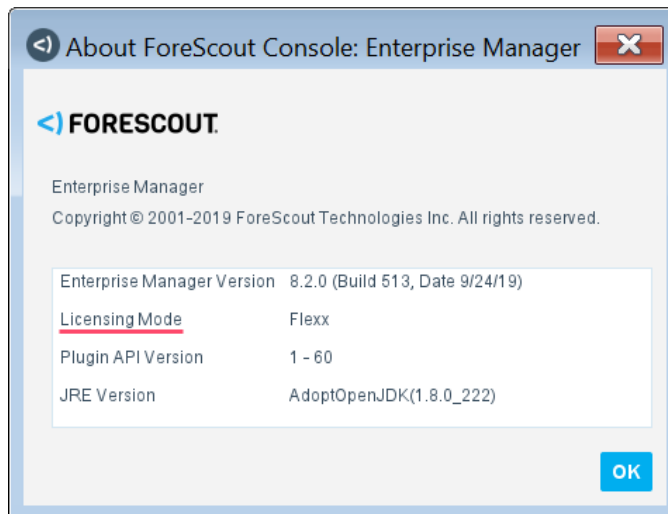 About ForeScout Console: Enterprise Manager
FORESCOUT.
Enterprise Manager
Copyright © 2001-2019 ForeScout Technologies Inc. All rights reserved.
Enterprise Manager Version 8.2.0 (Build 513, Date 9/24/19)
Licensing Mode Flexx
Plugin API Version 1 - 60
JRE Version AdoptOpenJDK(1.8.0_222)
OK